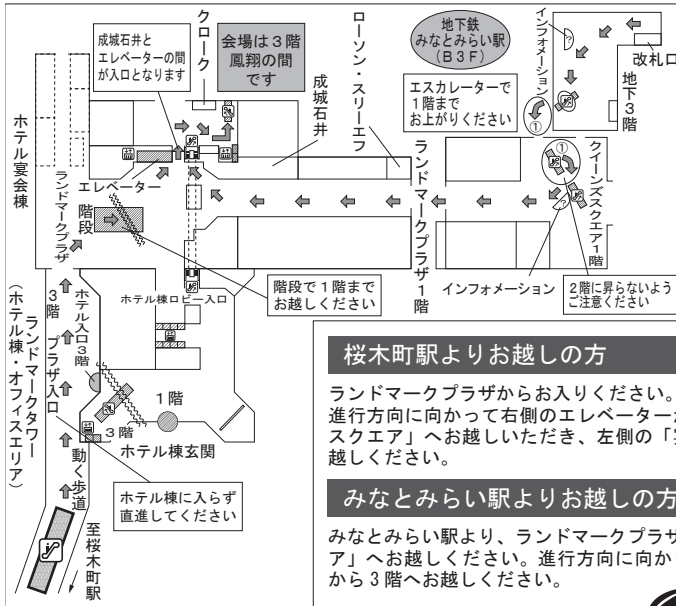 成城石井と
エレベーターの間
が入口となります
クローク
会場は３階
鳳翔の間
です
成城石井
ローソン・スリーエフ
地下鉄
みなとみらい駅
(B3F)
エスカレーターで
1階まで
お上がりください
インフォメーション
?
①
改札口
地下３階
ホテル宴会棟
ランドマークプラザ
エレベーター
階段
ランドマークプラザ１階
クイーンズスクエア１階
①
?
インフォメーション
２階に昇らないよう
ご注意ください
階段で１階まで
お越しください
ホテル棟ロビー入口
ホテル入口３階
３階 プラザ入口
ランドマークタワー
(ホテル棟・オフィスエリア)
１階
３階
ホテル棟玄関
動く歩道
ホテル棟に入らず
直進してください
至桜木町駅
桜木町駅よりお越しの方
ランドマークプラザからお入りください。
進行方向に向かって右側のエレベーター
スクエア」へお越しいただき、左側の「
越しください。
みなとみらい駅よりお越しの方
みなとみらい駅より、ランドマークプラザ
ア」へお越しください。進行方向に向か
から３階へお越しください。